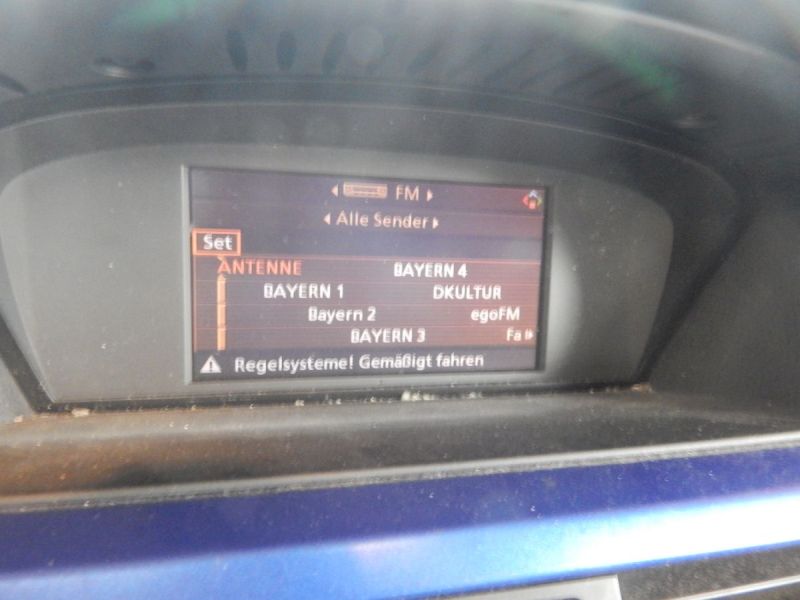 FM
Alle Sender
Set
ANTENNE BAYERN 4
BAYERN 1 DKULTUR
Bayern 2 egoFM
BAYERN 3 Fa
Regelsysteme! Gemäßigt fahren